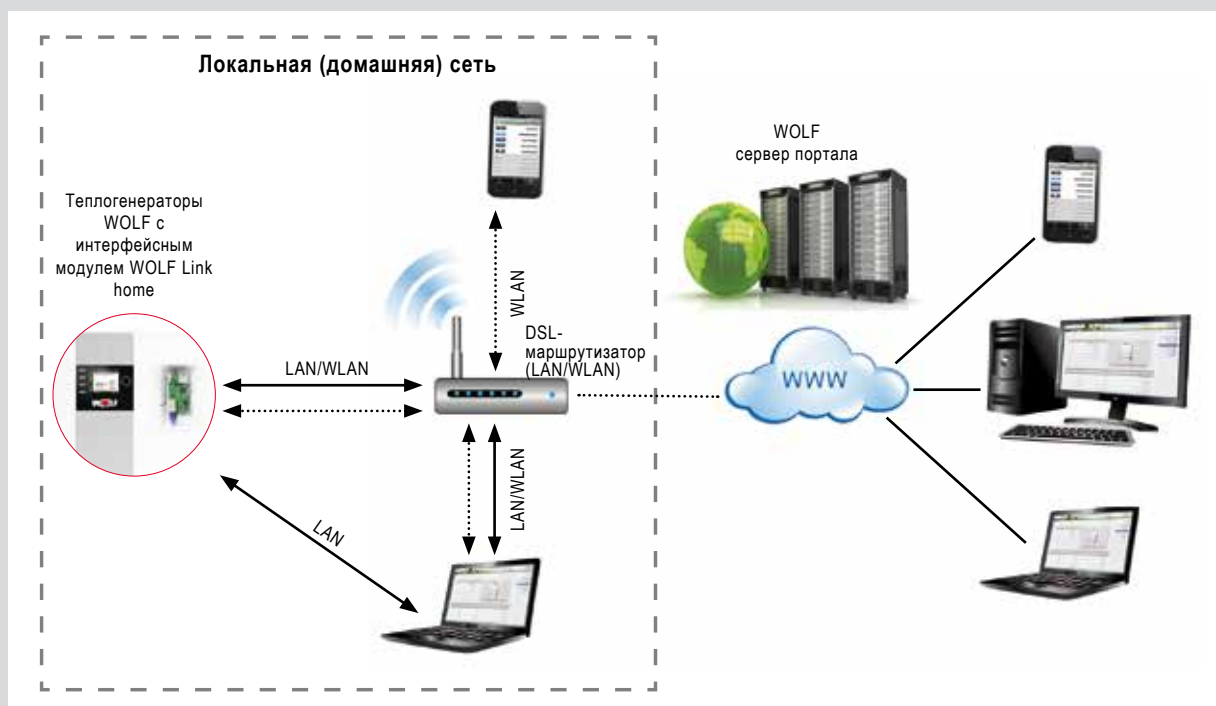 Локальная (домашняя) сеть
WOLF
сервер портала
Теплогенераторы
WOLF с
интерфейсным
модулем WOLF Link
home
WLAN
DSL-
маршрутизатор
(LAN/WLAN)
LAN/WLAN
WWW
LAN/WLAN
LAN